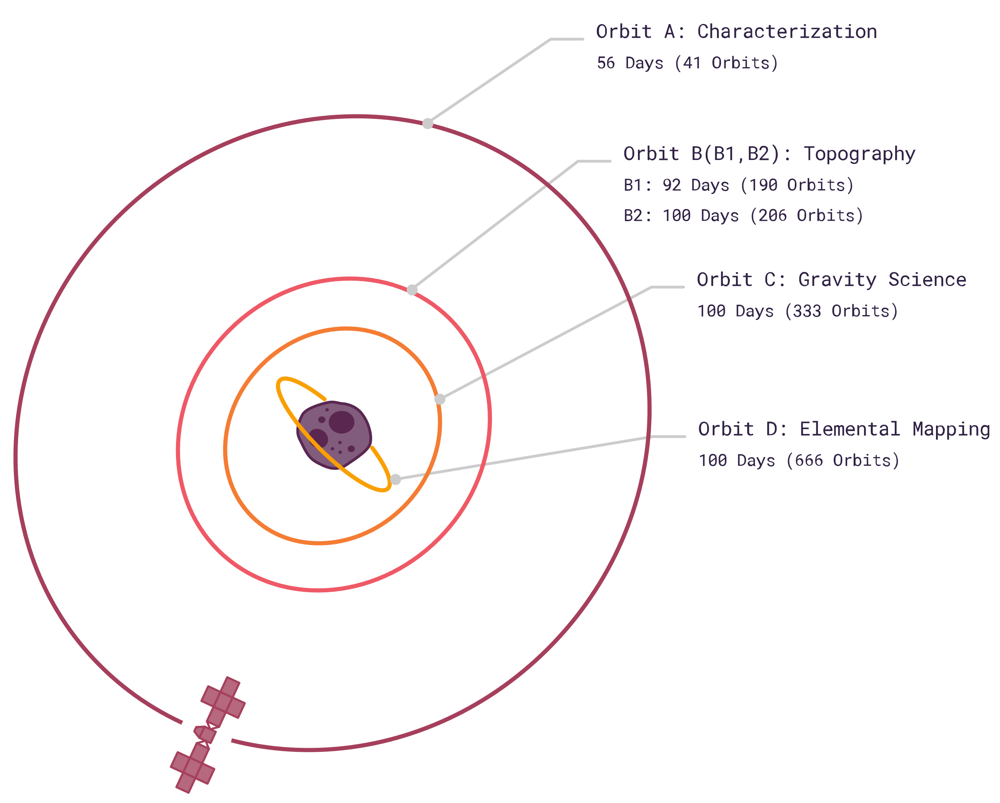 Orbit A: Characterization
56 Days (41 Orbits)
Orbit B(B1,B2): Topography
B1: 92 Days (190 Orbits)
B2: 100 Days (206 Orbits)
Orbit C: Gravity Science
100 Days (333 Orbits)
Orbit D: Elemental Mapping
100 Days (666 Orbits)